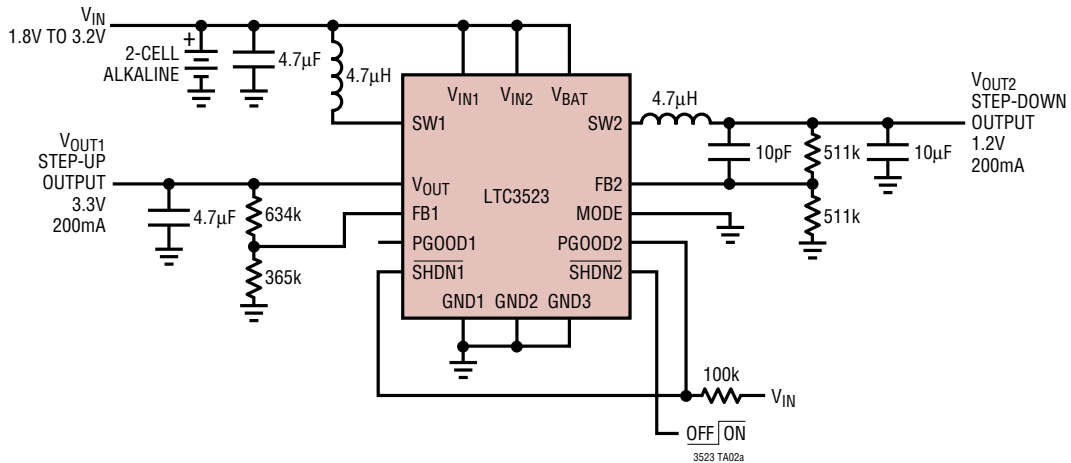 VIN
1.8V TO 3.2V
+
2-CELL
ALKALINE
4.7µF
4.7µH
VIN1 VIN2 VBAT
SW1
SW2
4.7µH
VOUT2
STEP-DOWN
OUTPUT
1.2V
200mA
10pF
511k
10µF
511k
VOUT1
STEP-UP
OUTPUT
3.3V
200mA
4.7µF
634k
365k
VOUT
FB1
PGOOD1
SHDN1
LTC3523
FB2
MODE
PGOOD2
SHDN2
GND1 GND2 GND3
100k
VIN
OFF ON
3523 TA02a